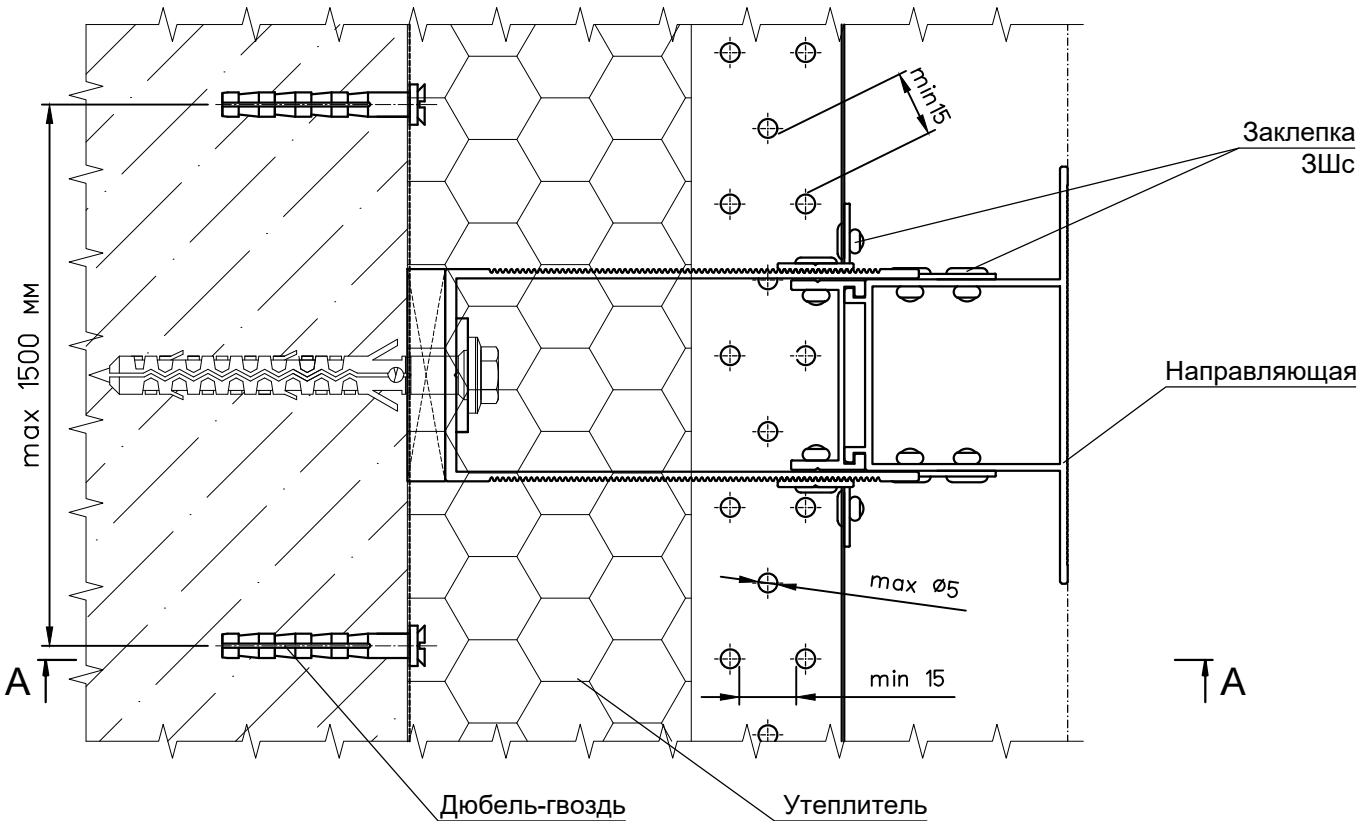 min15
Заклепка
ЗШс
max 1500 мм
Направляющая
max ø5
min 15
А
А
Дюбель-гвоздь
Утеплитель